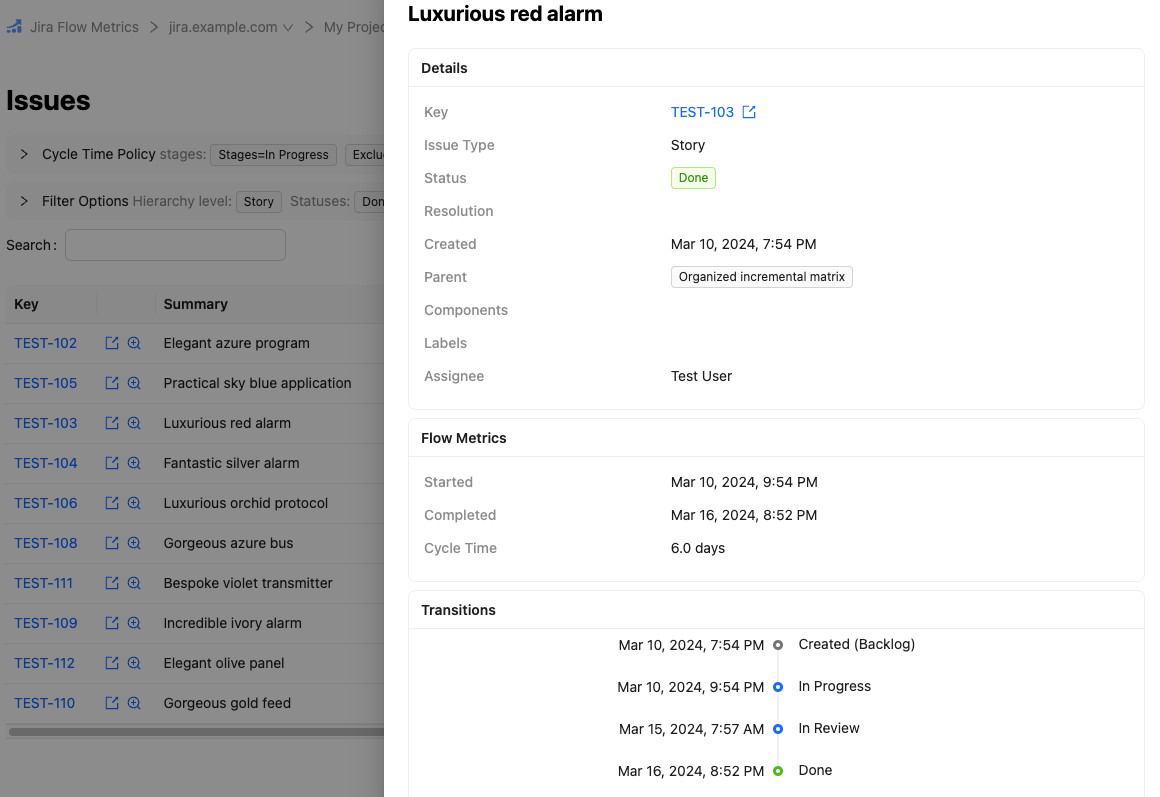 Jira Flow Metrics > jira.example.com > My
Issues
Cycle Time Policy stages: Stages=In Progress
Filter Options Hierarchy level: Story Statuses:
Search :
Key Summary
TEST-102 Elegant azure program
TEST-105 Practical sky blue application
TEST-103 Luxurious red alarm
TEST-104 Fantastic silver alarm
TEST-106 Luxurious orchid protocol
TEST-108 Gorgeous azure bus
TEST-111 Bespoke violet transmitter
TEST-109 Incredible ivory alarm
TEST-112 Elegant olive panel
TEST-110 Gorgeous gold feed
Luxurious red alarm
Details
Key TEST-103
Issue Type Story
Status Done
Resolution
Created Mar 10, 2024, 7:54 PM
Parent Organized incremental matrix
Components
Labels
Assignee Test User
Flow Metrics
Started Mar 10, 2024, 9:54 PM
Completed Mar 16, 2024, 8:52 PM
Cycle Time 6.0 days
Transitions
Mar 10, 2024, 7:54 PM Created (Backlog)
Mar 10, 2024, 9:54 PM In Progress
Mar 15, 2024, 7:57 AM In Review
Mar 16, 2024, 8:52 PM Done